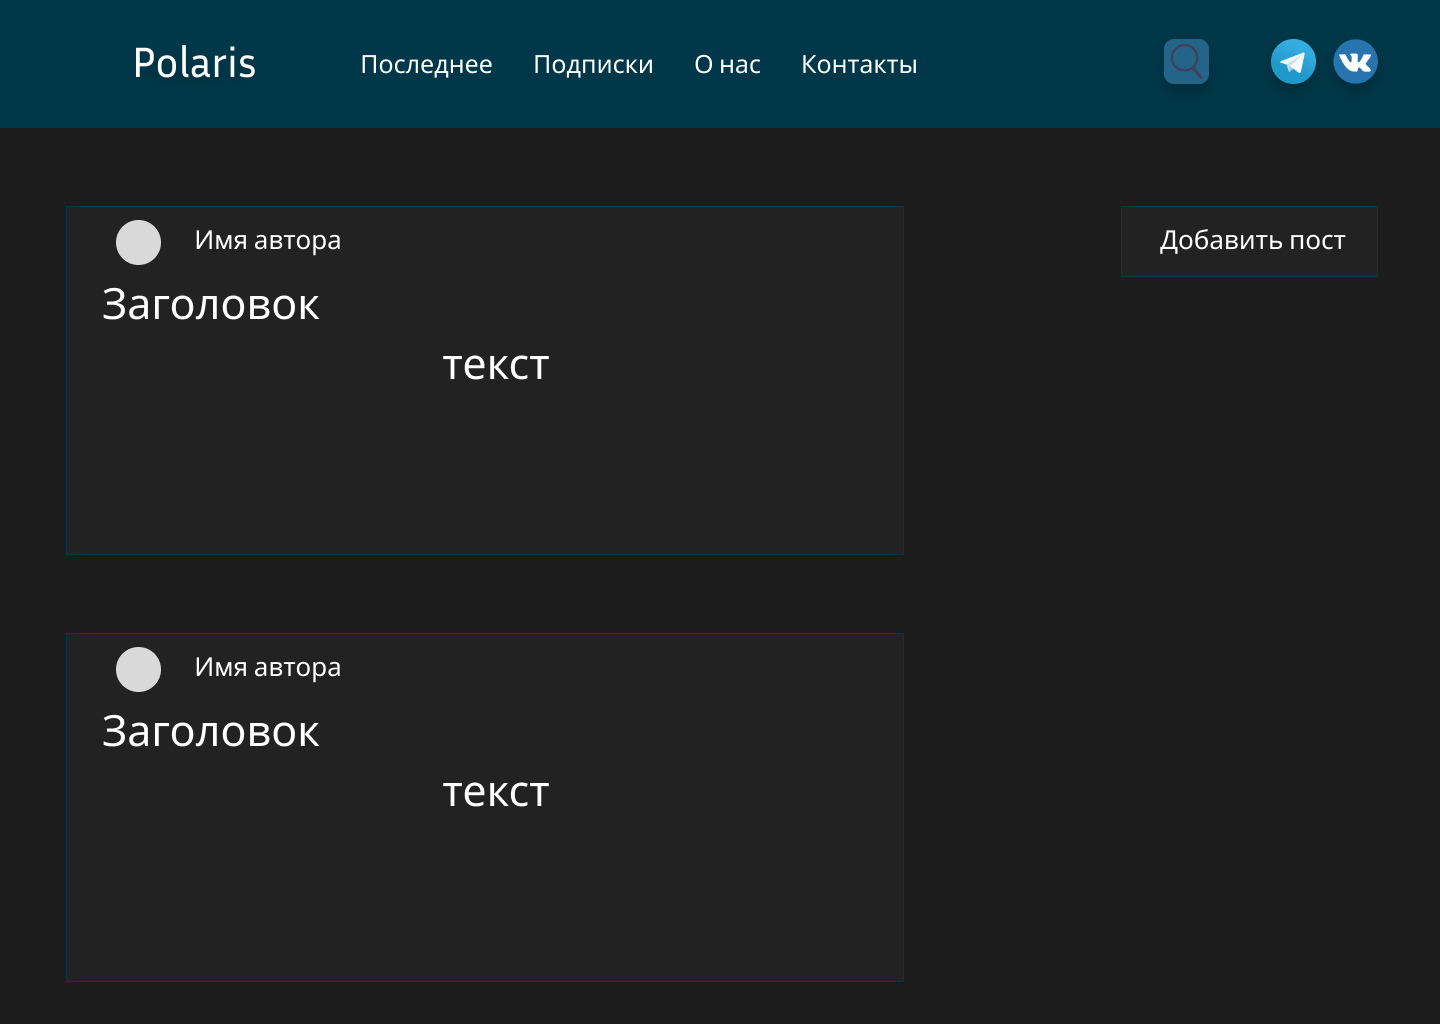 Polaris
Последнее Подписки О нас Контакты
Имя автора
Заголовок
текст
Добавить пост
Имя автора
Заголовок
текст